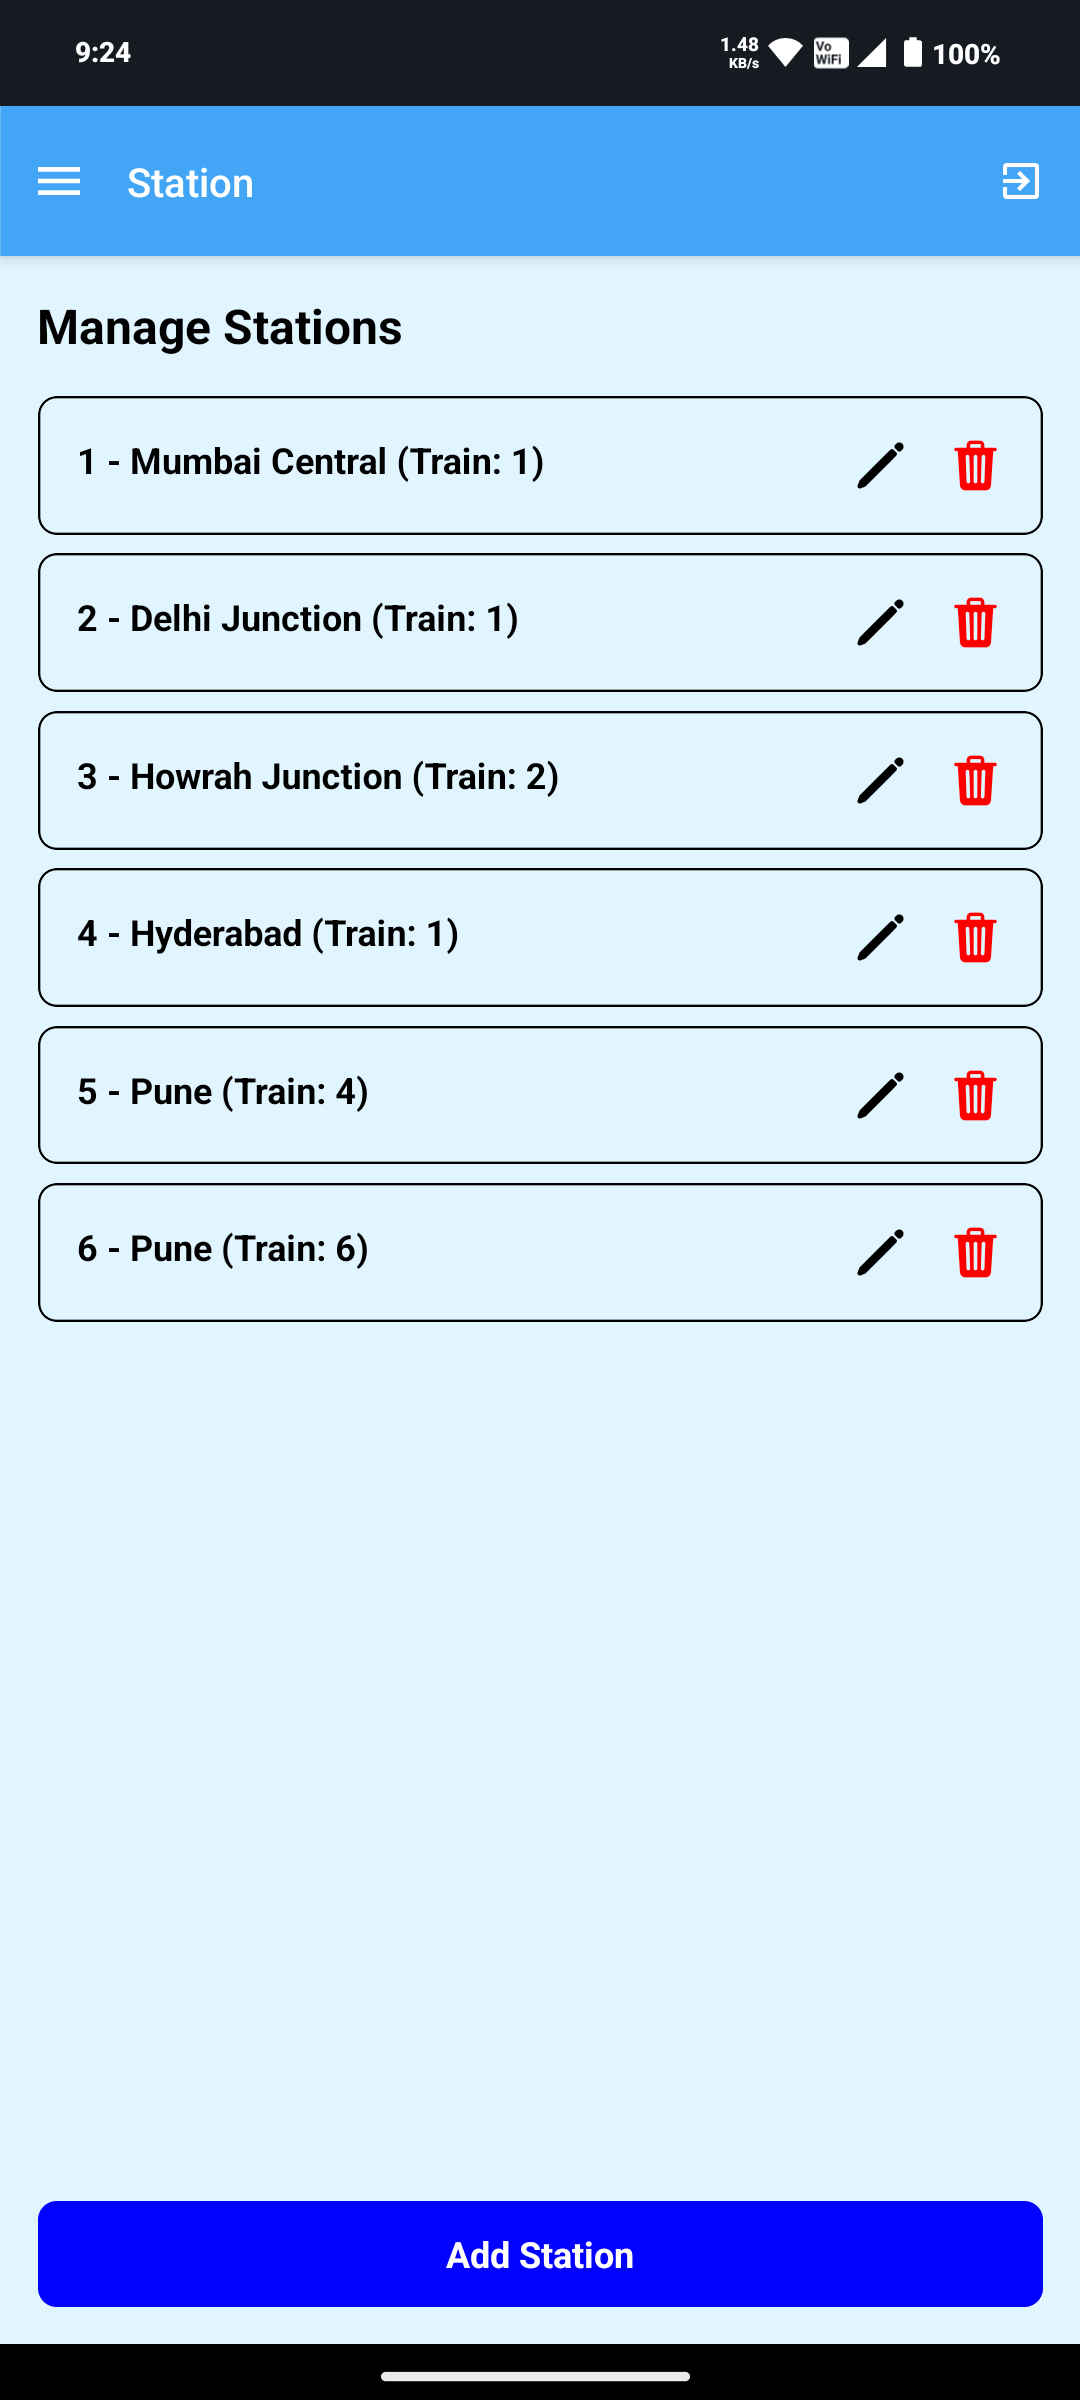 9:24
1.48
KB/s
Vo
WiFi
100%
Station
Manage Stations
1 - Mumbai Central (Train: 1)
2 - Delhi Junction (Train: 1)
3 - Howrah Junction (Train: 2)
4 - Hyderabad (Train: 1)
5 - Pune (Train: 4)
6 - Pune (Train: 6)
Add Station